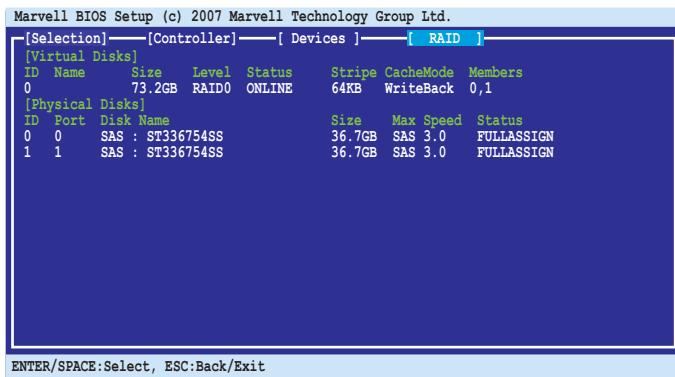 Marvell BIOS Setup (c) 2007 Marvell Technology Group Ltd.
[Selection] [Controller] [ Devices ] [ RAID ]
[Virtual Disks]
ID Name Size Level Status Stripe CacheMode Members
0 73.2GB RAID0 ONLINE 64KB WriteBack 0,1
[Physical Disks]
ID Port Disk Name Size Max Speed Status
0 0 SAS : ST336754SS 36.7GB SAS 3.0 FULLASSIGN
1 1 SAS : ST336754SS 36.7GB SAS 3.0 FULLASSIGN
ENTER/SPACE:Select, ESC:Back/Exit